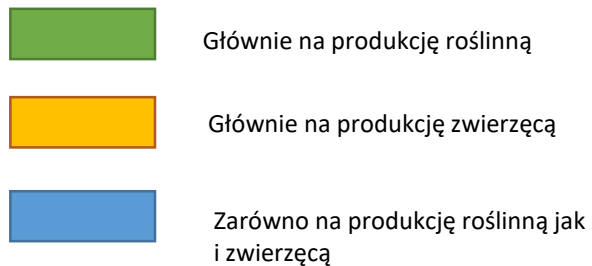 Głównie na produkcję roślinną
Głównie na produkcję zwierzęcą
Zarówno na produkcję roślinną jak
i zwierzęcą